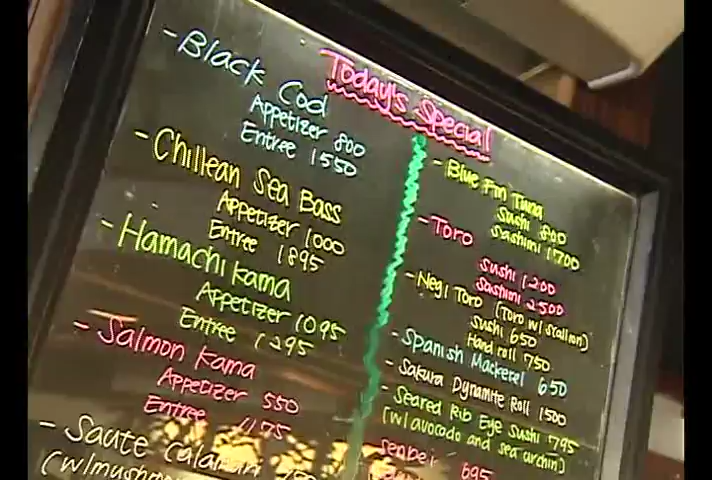 Today's Special
- Black Cod
Appetizer 800
Entree 1550
- Chillean Sea Bass
Appetizer 1000
Entree 1895
- Hamachi Kama
Appetizer 1095
Entree 1295
- Salmon Kama
Appetizer 550
Entree 1175
- Saute Calamari
(w/mushr
- Blue Fin Tuna
Sushi 800
Sashimi 1700
- Toro
Sushi 1200
Sashimi 2500
- Negi Toro (Toro w/ scallion)
Sushi 650
Hand roll 750
- Spanish Mackerel 650
- Sakura Dynamite Roll 1500
- Seared Rib Eye Sushi 795
(w/ avocado and sea urchin)
Senbei 695